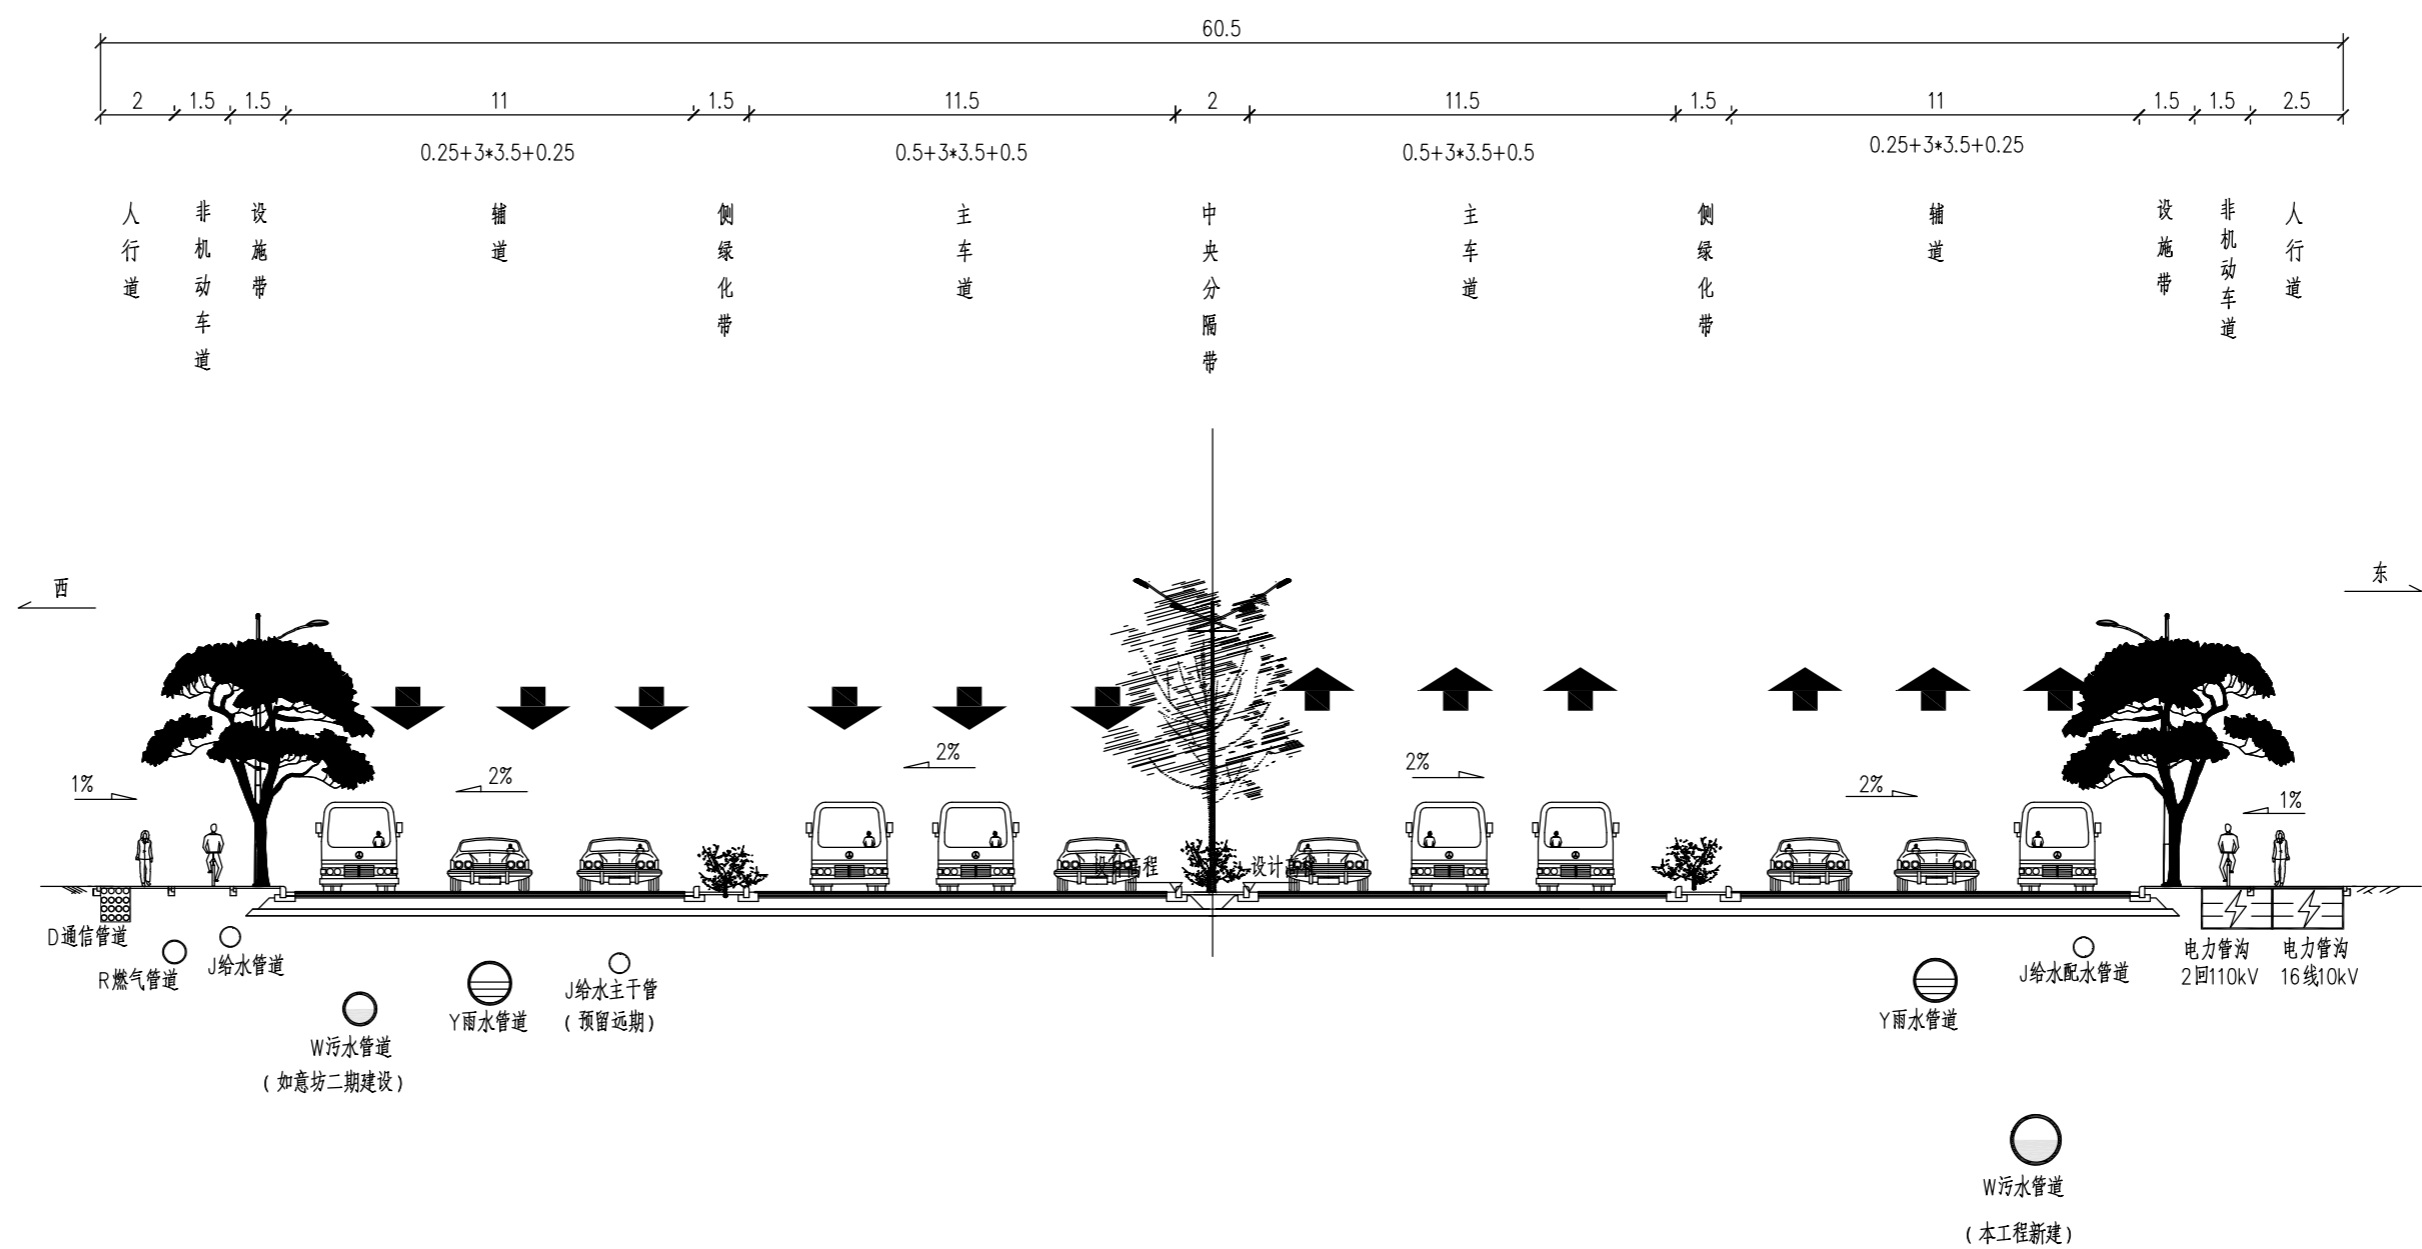 60.5
2 1.5 1.5 11 1.5 11.5 2 11.5 1.5 11 1.5 1.5 2.5
0.25+3*3.5+0.25 0.5+3*3.5+0.5 0.5+3*3.5+0.5 0.25+3*3.5+0.25
人行道
非机动车道
设施带
辅道
侧绿化带
主车道
中央分隔带
主车道
侧绿化带
辅道
设施带
非机动车道
人行道
西
东
1%
2%
2%
2%
2%
1%
设计高程
设计高程
D通信管道
R燃气管道
J给水管道
W污水管道
(如意坊二期建设)
Y雨水管道
J给水主干管
(预留远期)
Y雨水管道
J给水配水管道
电力管沟
2回110kV
电力管沟
16线10kV
W污水管道
(本工程新建)